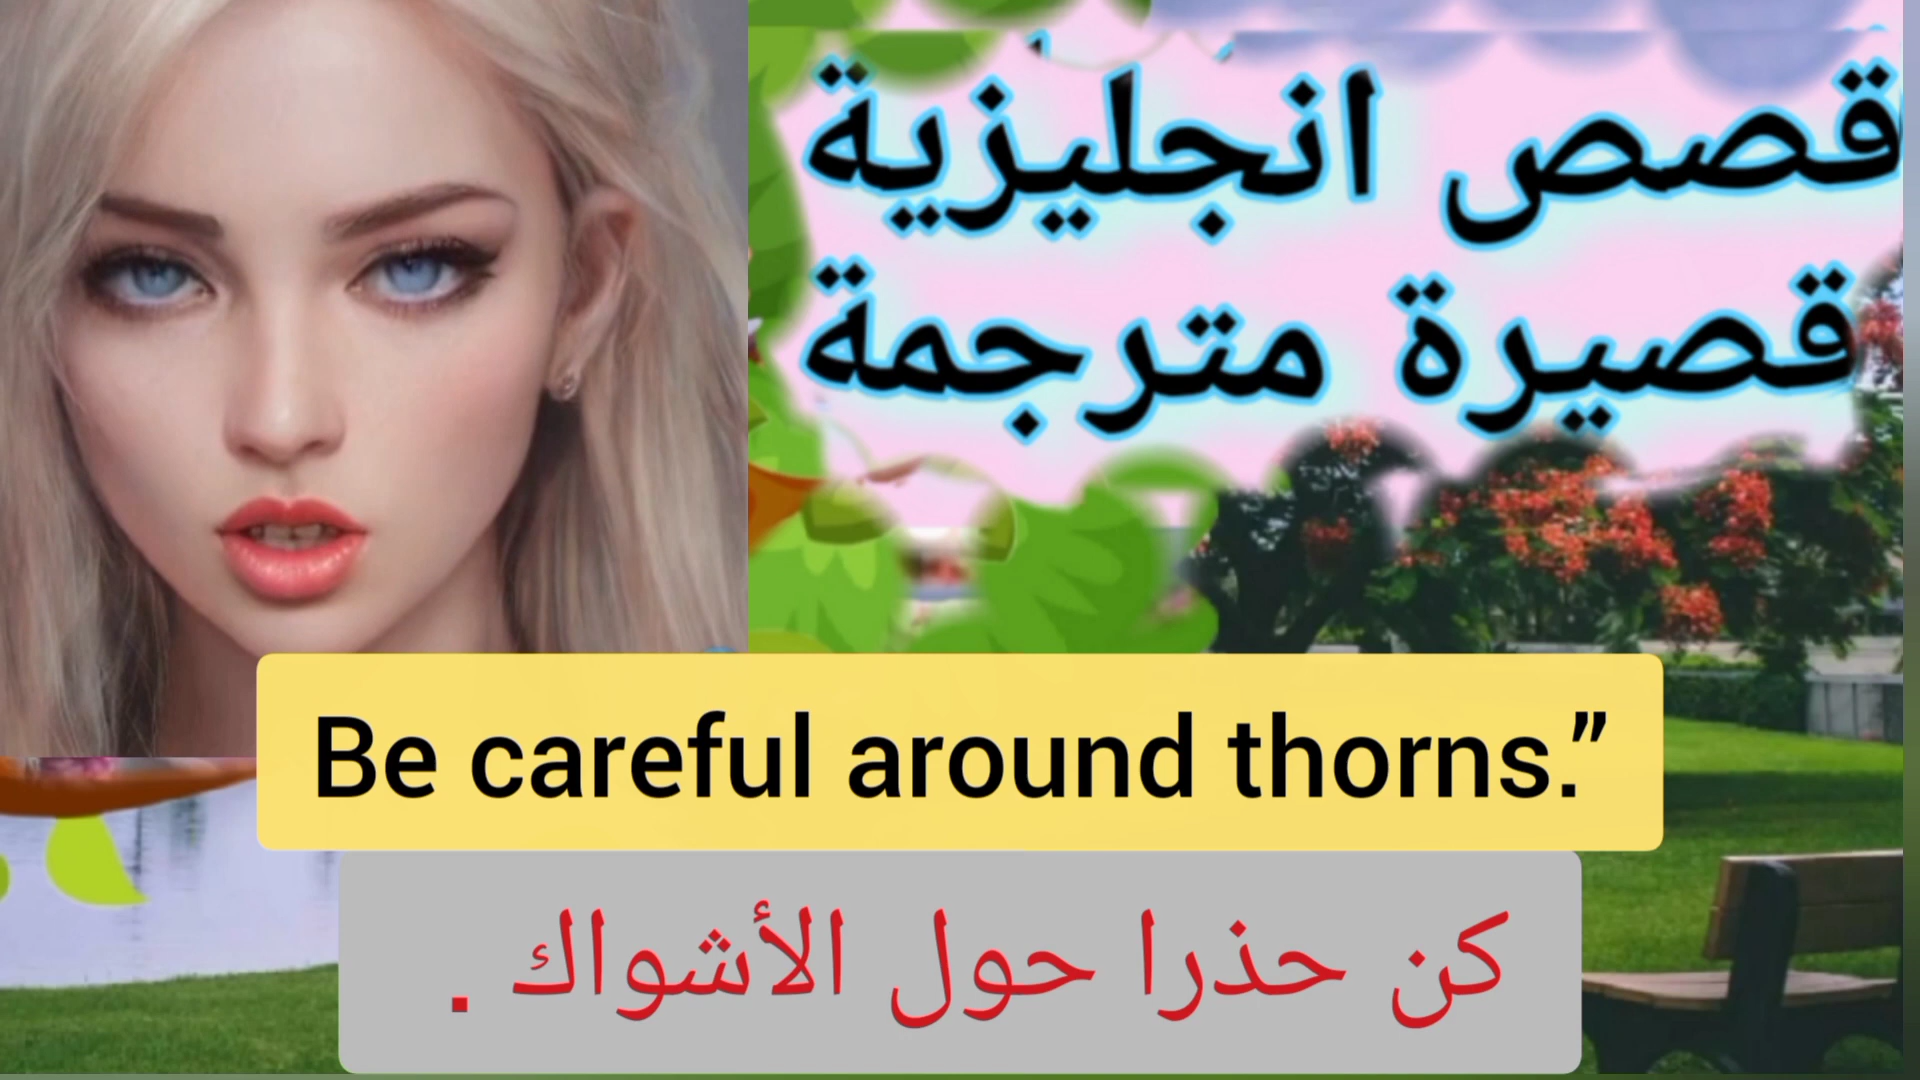 قصص انجليزية
قصيرة مترجمة
Be careful around thorns.”
كن حذرا حول الأشواك .